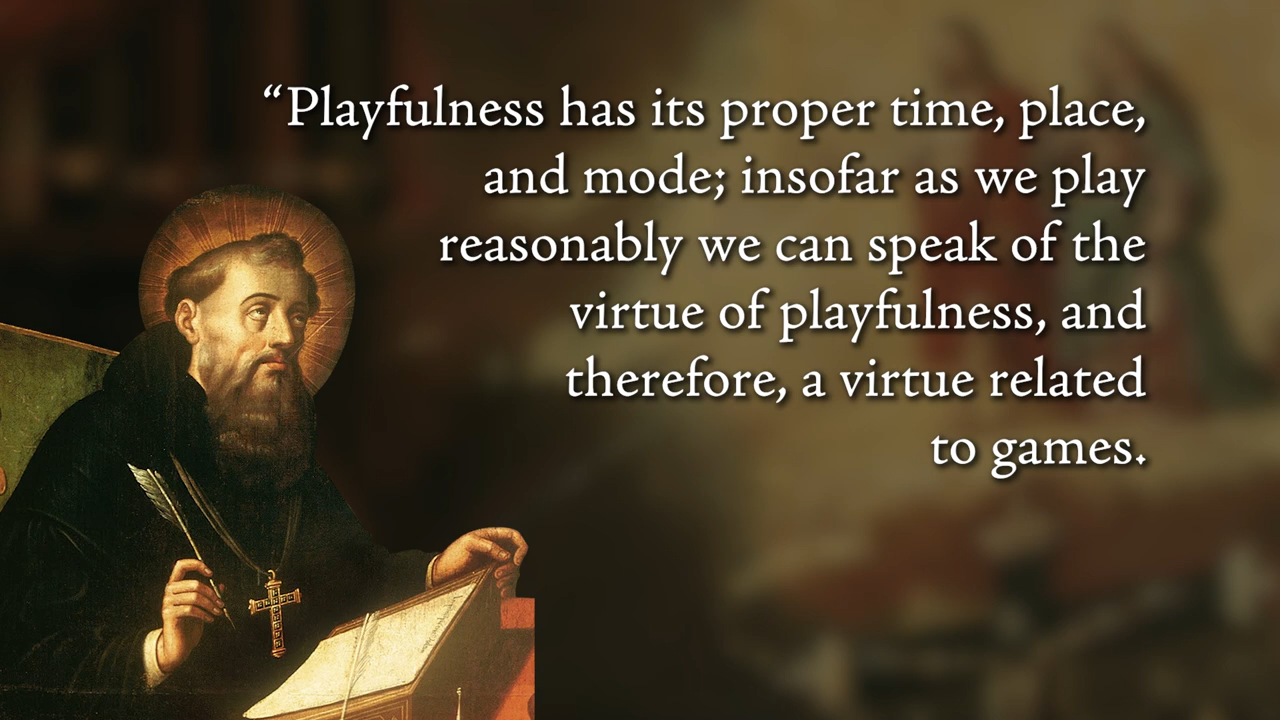 “Playfulness has its proper time, place,
and mode; insofar as we play
reasonably we can speak of the
virtue of playfulness, and
therefore, a virtue related
to games.